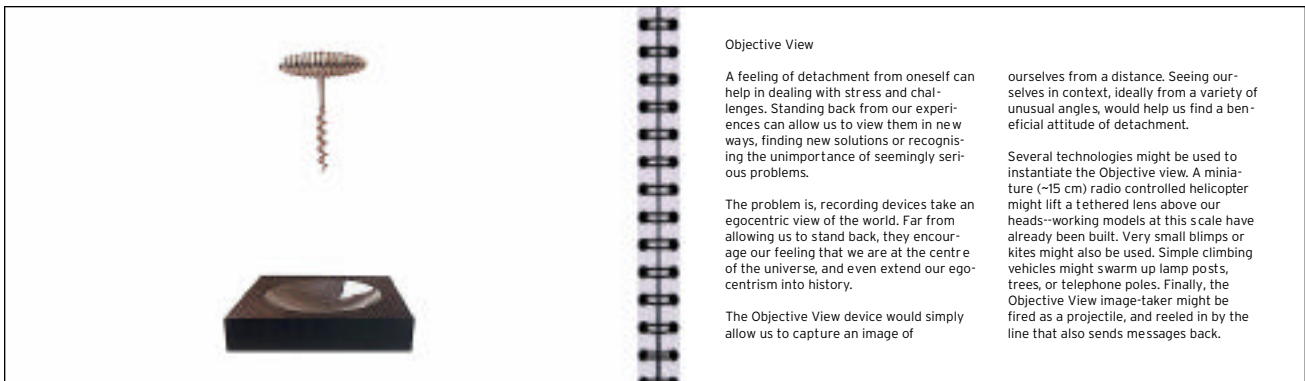 Objective View
A feeling of detachment from oneself can
help in dealing with stress and chal-
lenges. Standing back from our experi-
ences can allow us to view them in new
ways, finding new solutions or recognis-
ing the unimportance of seemingly seri-
ous problems.
The problem is, recording devices take an
egocentric view of the world. Far from
allowing us to stand back, they encour-
age our feeling that we are at the centre
of the universe, and even extend our ego-
centrism into history.
The Objective View device would simply
allow us to capture an image of
ourselves from a distance. Seeing our-
selves in context, ideally from a variety of
unusual angles, would help us find a ben-
eficial attitude of detachment.
Several technologies might be used to
instantiate the Objective view. A minia-
ture (~15 cm) radio controlled helicopter
might lift a tethered lens above our
heads--working models at this scale have
already been built. Very small blimps or
kites might also be used. Simple climbing
vehicles might swarm up lamp posts,
trees, or telephone poles. Finally, the
Objective View image-taker might be
fired as a projectile, and reeled in by the
line that also sends messages back.